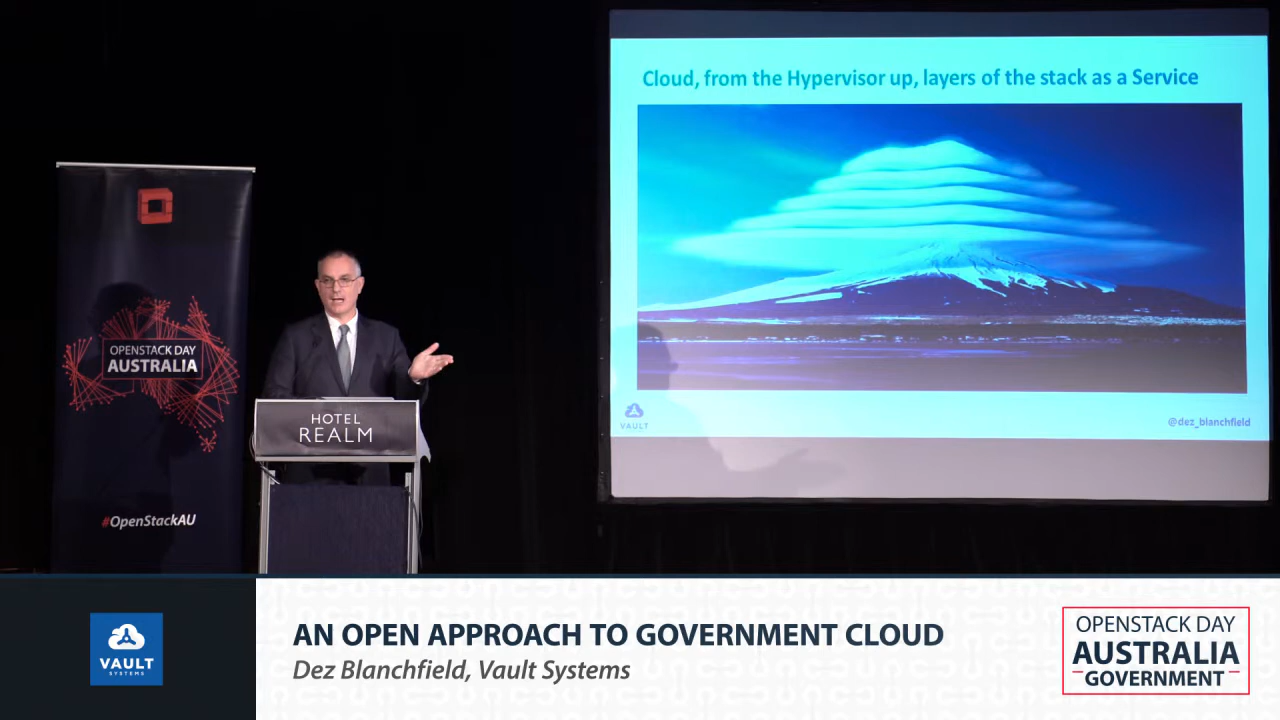 Cloud, from the Hypervisor up, layers of the stack as a Service
VAULT
@dez_blanchfield
OPENSTACK DAY
AUSTRALIA
#OpenStackAU
HOTEL
REALM
VAULT
SYSTEMS
AN OPEN APPROACH TO GOVERNMENT CLOUD
Dez Blanchfield, Vault Systems
OPENSTACK DAY
AUSTRALIA
GOVERNMENT